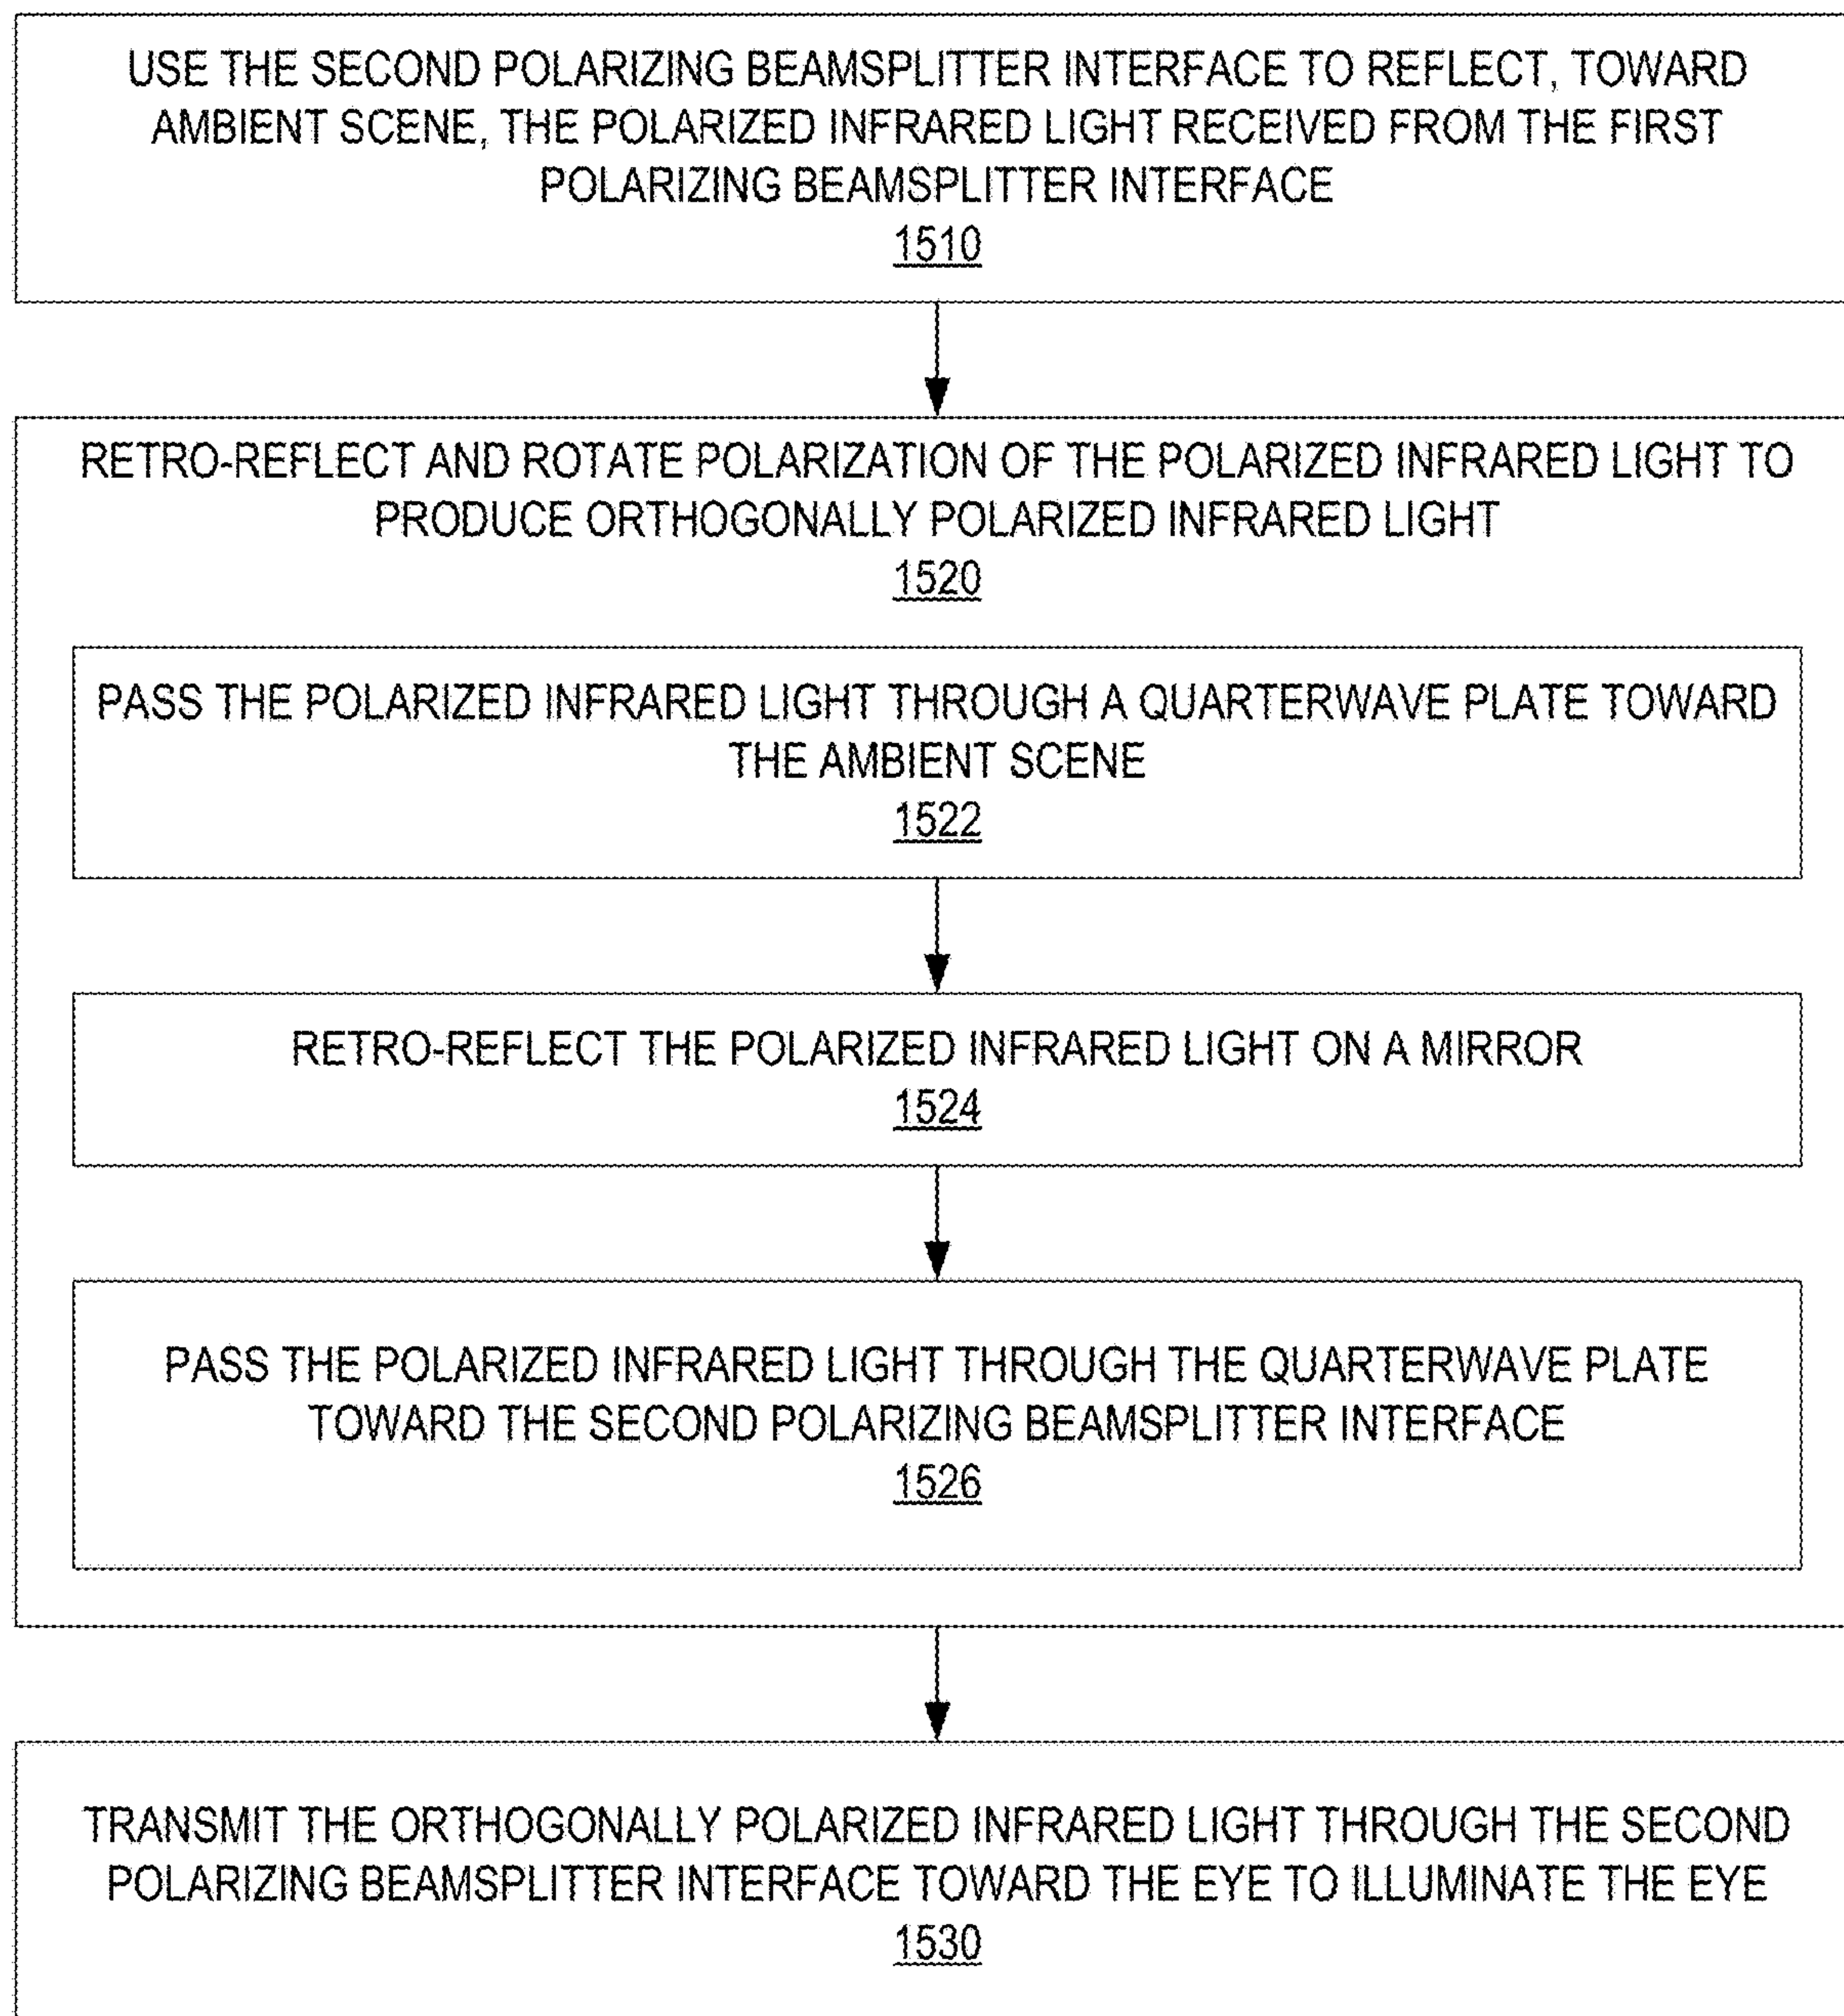 USE THE SECOND POLARIZING BEAMSPLITTER INTERFACE TO REFLECT, TOWARD
AMBIENT SCENE, THE POLARIZED INFRARED LIGHT RECEIVED FROM THE FIRST
POLARIZING BEAMSPLITTER INTERFACE
1510
RETRO-REFLECT AND ROTATE POLARIZATION OF THE POLARIZED INFRARED LIGHT TO
PRODUCE ORTHOGONALLY POLARIZED INFRARED LIGHT
1520
PASS THE POLARIZED INFRARED LIGHT THROUGH A QUARTERWAVE PLATE TOWARD
THE AMBIENT SCENE
1522
RETRO-REFLECT THE POLARIZED INFRARED LIGHT ON A MIRROR
1524
PASS THE POLARIZED INFRARED LIGHT THROUGH THE QUARTERWAVE PLATE
TOWARD THE SECOND POLARIZING BEAMSPLITTER INTERFACE
1526
TRANSMIT THE ORTHOGONALLY POLARIZED INFRARED LIGHT THROUGH THE SECOND
POLARIZING BEAMSPLITTER INTERFACE TOWARD THE EYE TO ILLUMINATE THE EYE
1530